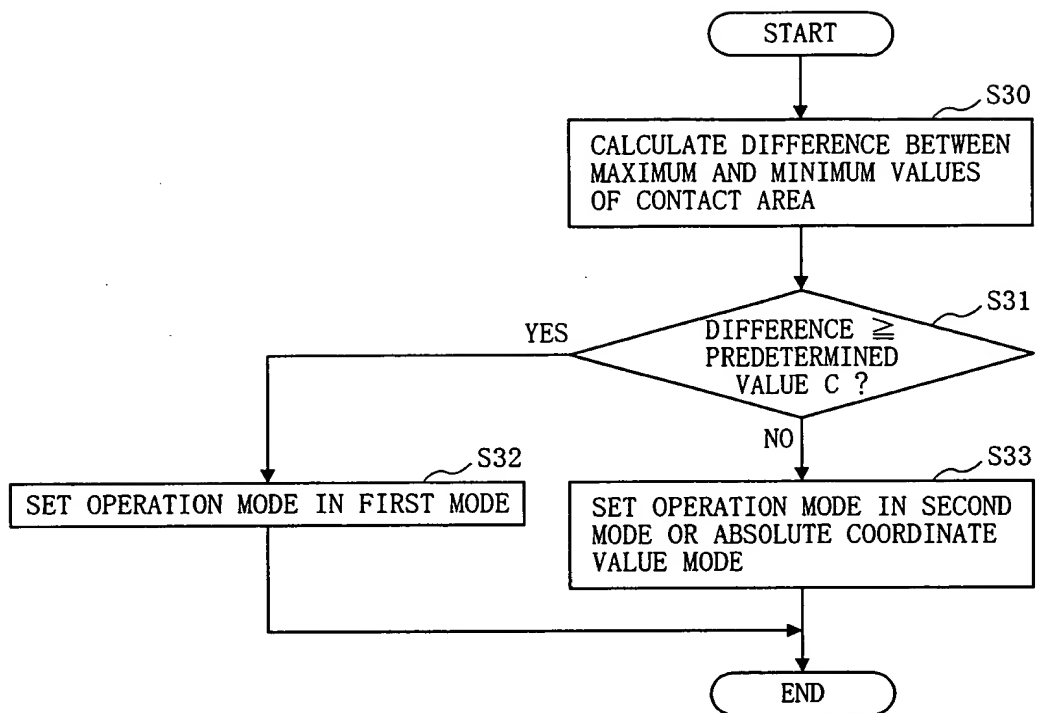 START
S30
CALCULATE DIFFERENCE BETWEEN
MAXIMUM AND MINIMUM VALUES
OF CONTACT AREA
S31
YES
DIFFERENCE ≧
PREDETERMINED
VALUE C ?
NO
S32
SET OPERATION MODE IN FIRST MODE
S33
SET OPERATION MODE IN SECOND
MODE OR ABSOLUTE COORDINATE
VALUE MODE
END